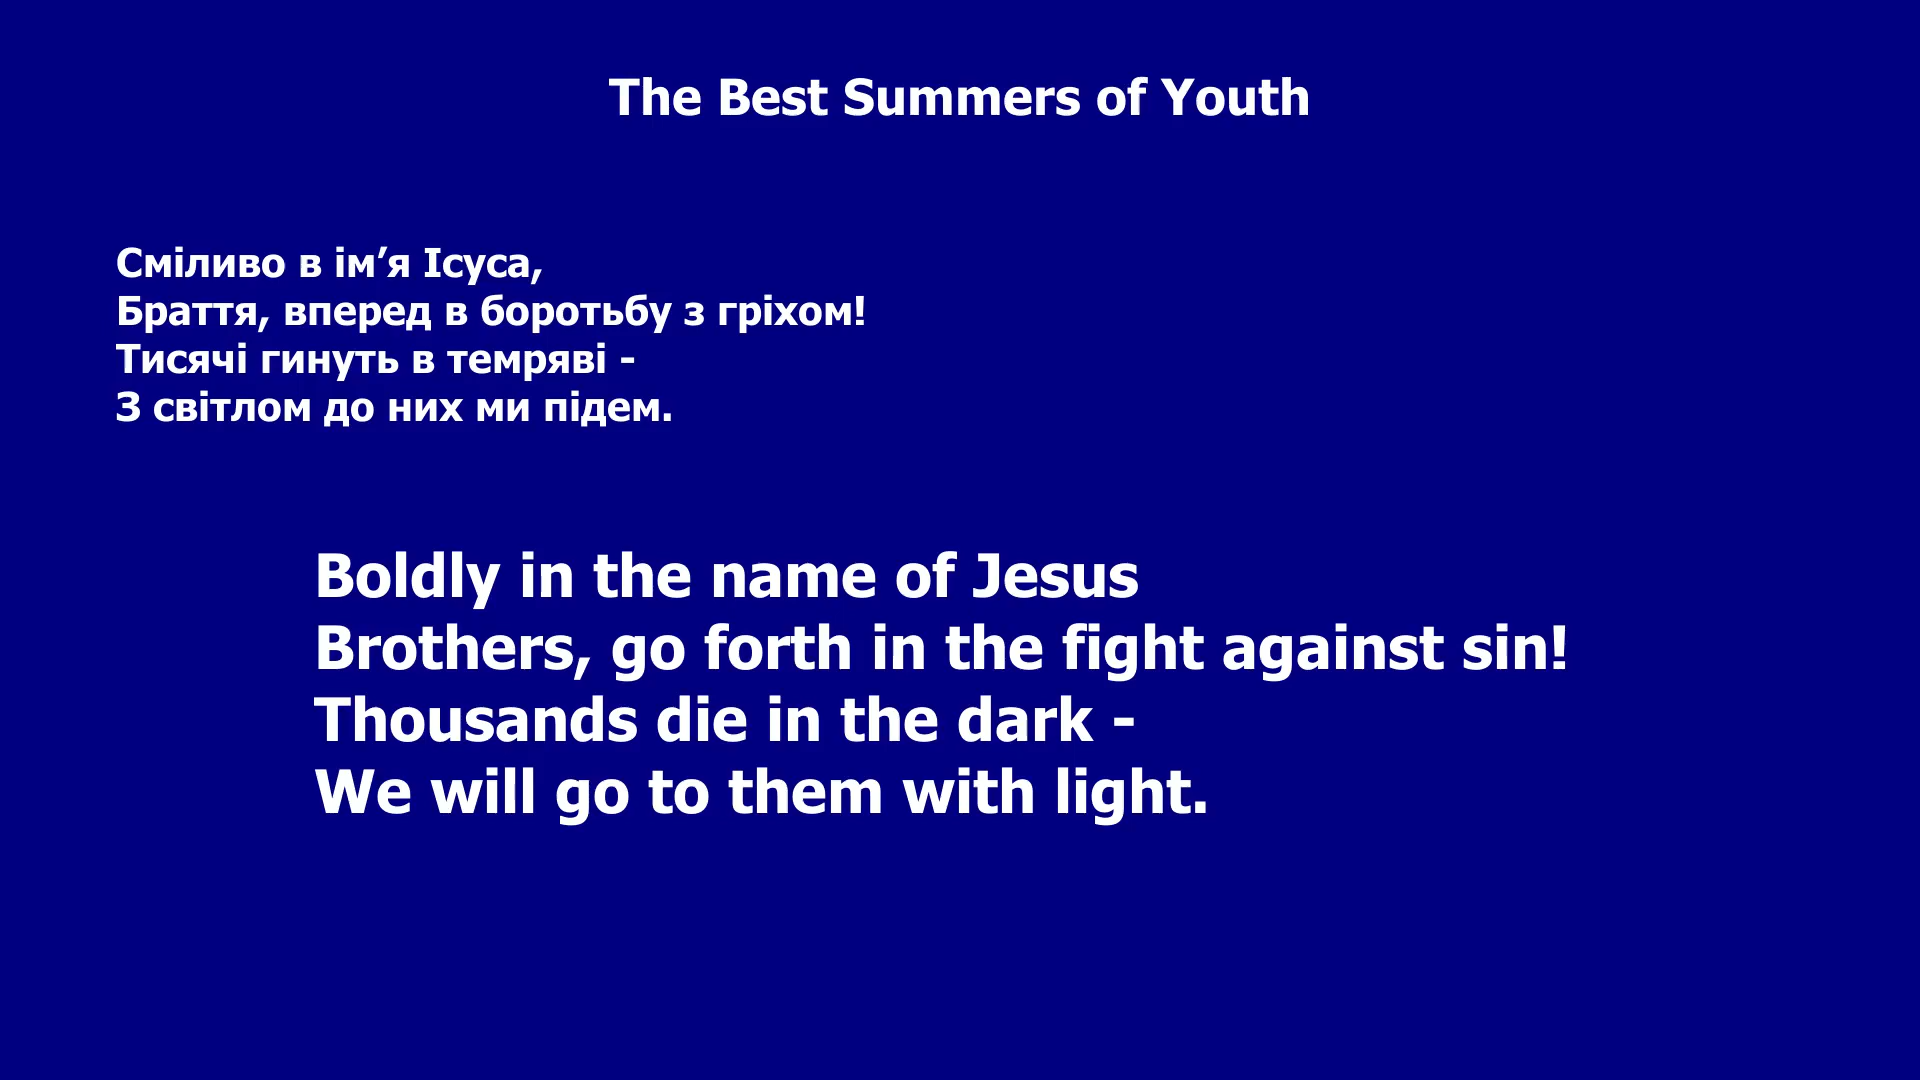 The Best Summers of Youth
Сміливо в ім’я Ісуса,
Браття, вперед в боротьбу з гріхом!
Тисячі гинуть в темряві -
З світлом до них ми підем.
Boldly in the name of Jesus
Brothers, go forth in the fight against sin!
Thousands die in the dark -
We will go to them with light.